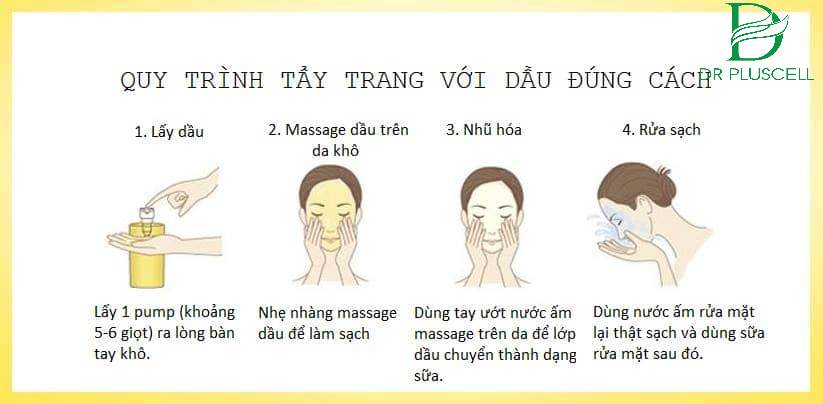 DR PLUSCELL
QUY TRÌNH TẨY TRANG VỚI DẦU ĐÚNG CÁCH
1. Lấy dầu
Lấy 1 pump (khoảng
5-6 giọt) ra lòng bàn
tay khô.
2. Massage dầu trên
da khô
Nhẹ nhàng massage
dầu để làm sạch
3. Nhũ hóa
Dùng tay ướt nước ấm
massage trên da để lớp
dầu chuyển thành dạng
sữa.
4. Rửa sạch
Dùng nước ấm rửa mặt
lại thật sạch và dùng sữa
rửa mặt sau đó.